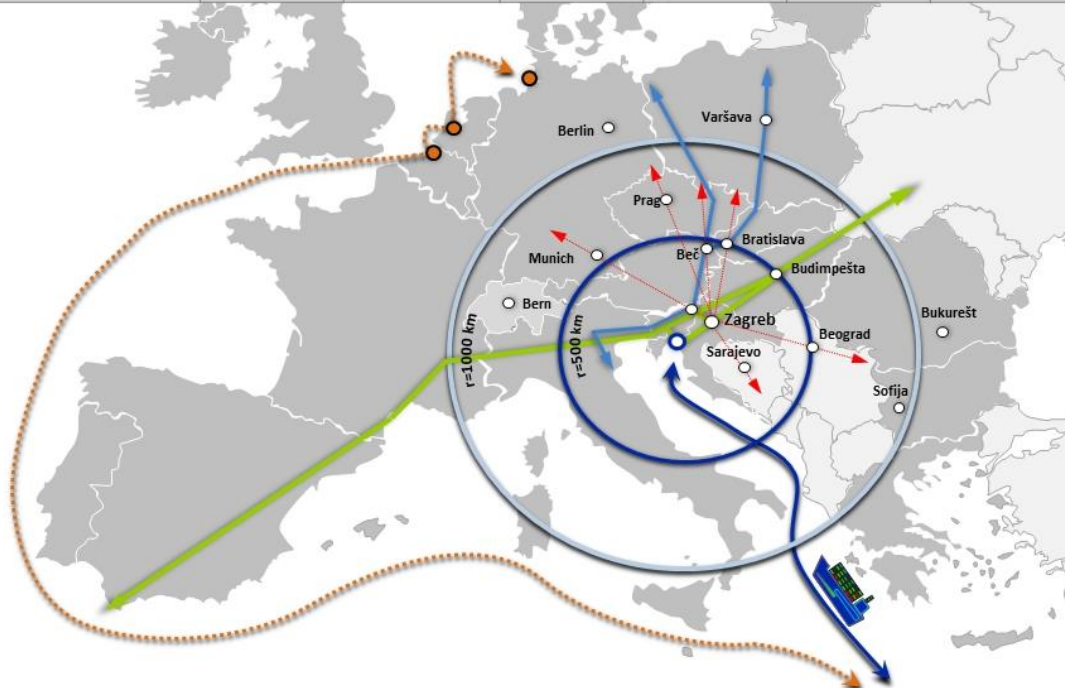 Varšava
Berlin
Prag
Bratislava
Beč
Munich
Budimpešta
Bern
Zagreb
Bukurešt
r=1000 km
r=500 km
Beograd
Sarajevo
Sofija